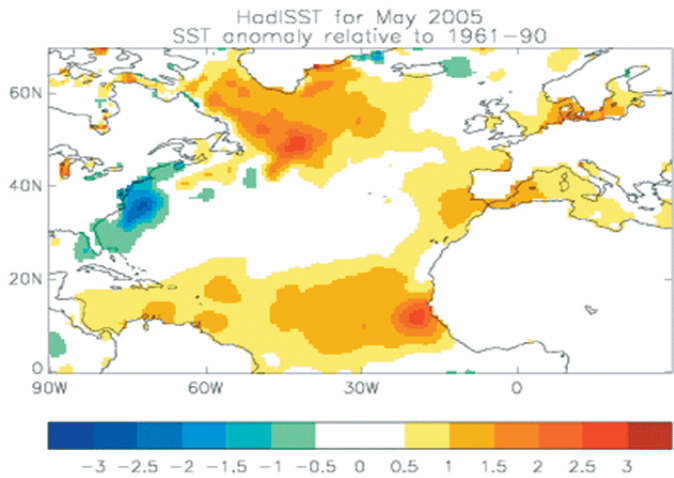 HadISST for May 2005
SST anomaly relative to 1961-90
60N
40N
20N
0
90W 60W 30W 0
-3 -2.5 -2 -1.5 -1 -0.5 0 0.5 1 1.5 2 2.5 3